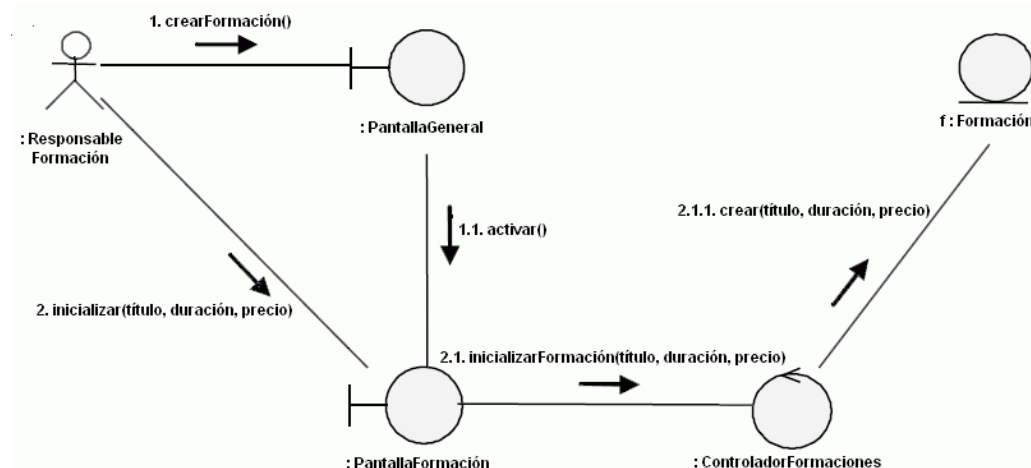 1. crearFormación()
: PantallaGeneral
f : Formación
: Responsable
Formación
2.1.1. crear(título, duración, precio)
1.1. activar()
2. inicializar(título, duración, precio)
2.1. inicializarFormación(título, duración, precio)
: PantallaFormación
: ControladorFormaciones